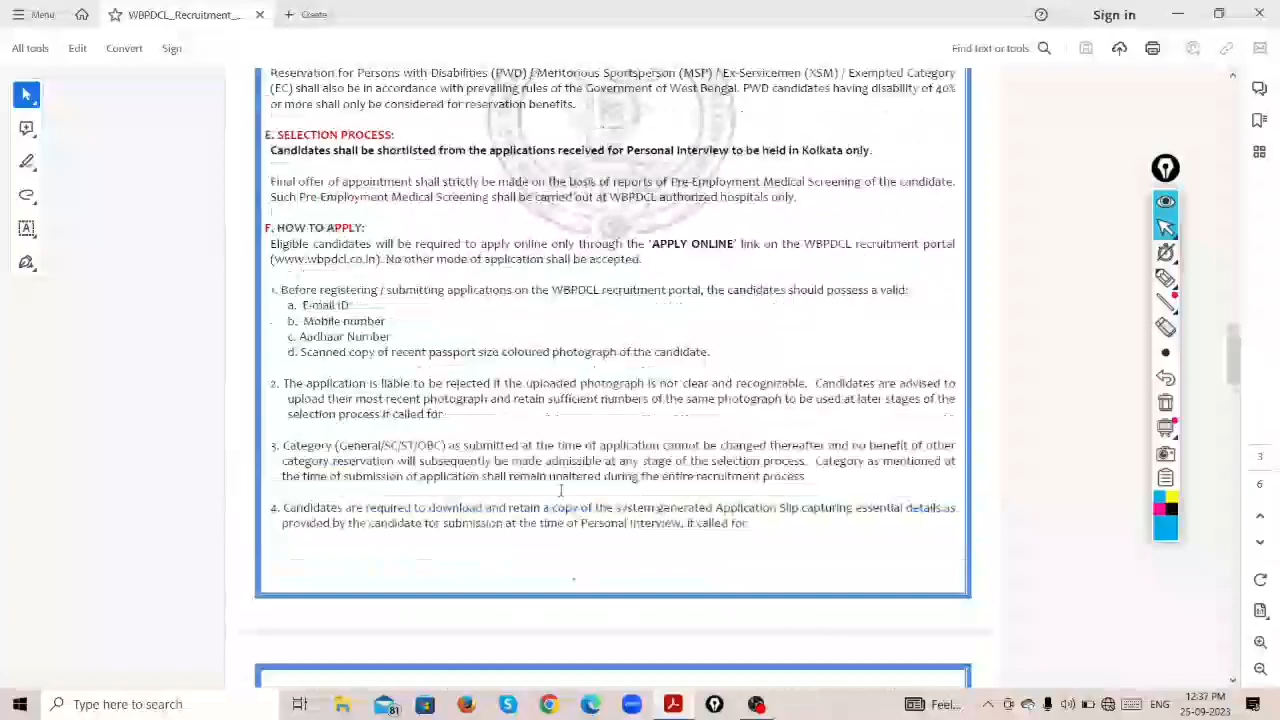 Menu
WBPDCL_Recruitment_
Create
Sign in
All tools
Edit
Convert
Sign
Find text or tools
Reservation for Persons with Disabilities (PWD) / Meritorious Sportsperson (MSP) / Ex-Servicemen (XSM) / Exempted Category
(EC) shall also be in accordance with prevailing rules of the Government of West Bengal. PWD candidates having disability of 40%
or more shall only be considered for reservation benefits.
E. SELECTION PROCESS:
Candidates shall be shortlisted from the applications received for Personal Interview to be held in Kolkata only.
Final offer of appointment shall strictly be made on the basis of reports of Pre-Employment Medical Screening of the candidate.
Such Pre-Employment Medical Screening shall be carried out at WBPDCL authorized hospitals only.
F. HOW TO APPLY:
Eligible candidates will be required to apply online only through the 'APPLY ONLINE' link on the WBPDCL recruitment portal
(www.wbpdcl.co.in). No other mode of application shall be accepted.
1. Before registering / submitting applications on the WBPDCL recruitment portal, the candidates should possess a valid:
a. E-mail ID
b. Mobile number
c. Aadhaar Number
d. Scanned copy of recent passport size coloured photograph of the candidate.
2. The application is liable to be rejected if the uploaded photograph is not clear and recognizable. Candidates are advised to
upload their most recent photograph and retain sufficient numbers of the same photograph to be used at later stages of the
selection process if called for
3. Category (General/SC/ST/OBC) as submitted at the time of application cannot be changed thereafter and no benefit of other
category reservation will subsequently be made admissible at any stage of the selection process. Category as mentioned at
the time of submission of application shall remain unaltered during the entire recruitment process
4. Candidates are required to download and retain a copy of the system generated Application Slip capturing essential details as
provided by the candidate for submission at the time of Personal Interview, if called for
3
6
Type here to search
81
Feel...
ENG
12:37 PM
25-09-2023